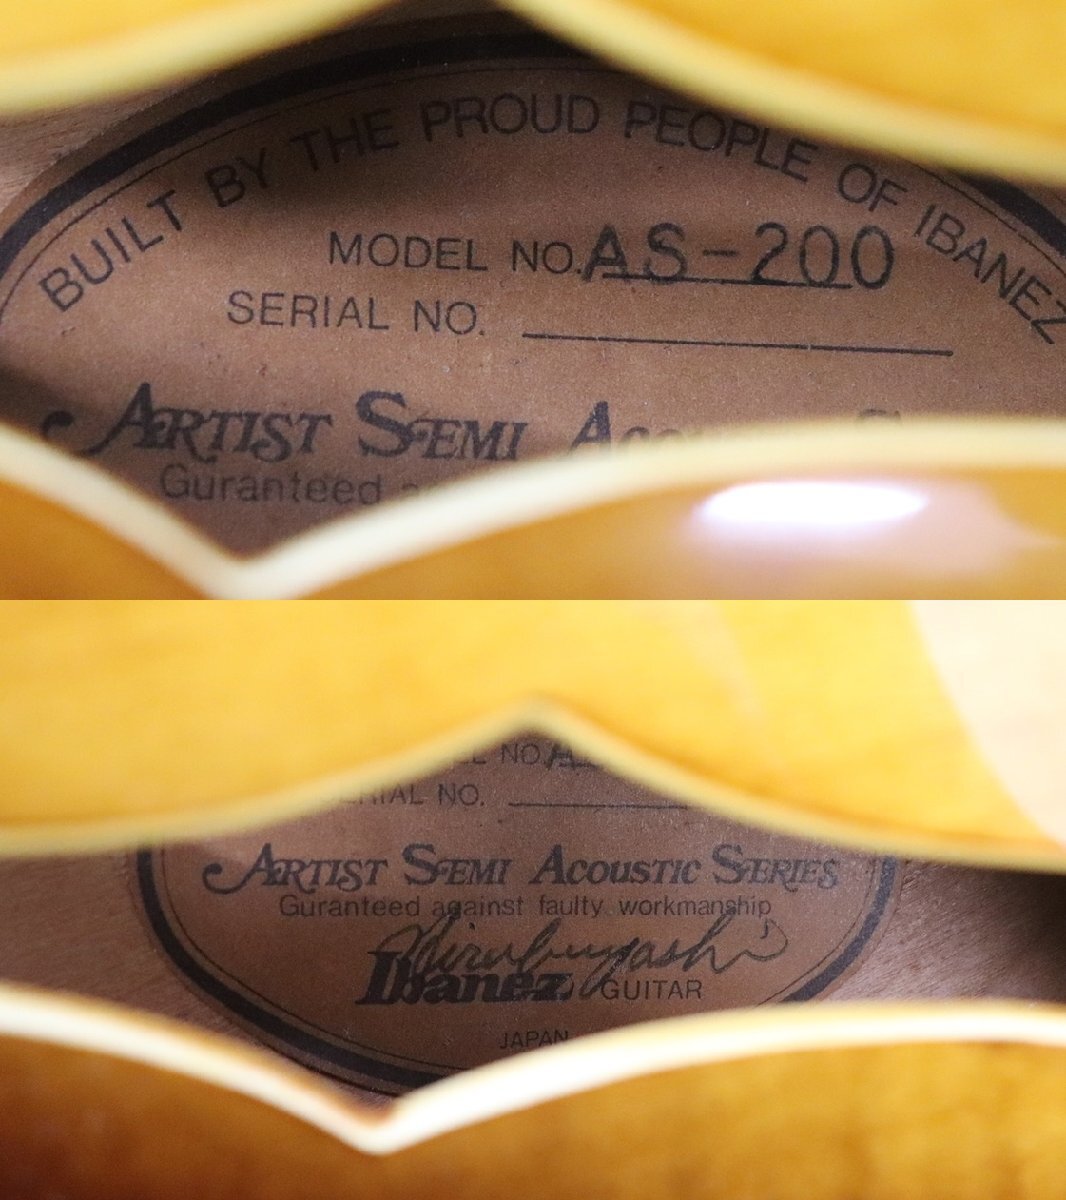 BUILT BY THE PROUD PEOPLE OF IBANEZ
MODEL NO. AS-200
SERIAL NO.
ARTIST SEMI
Guranteed
NO.
SERIAL NO.
ARTIST SEMI ACOUSTIC SERIES
Guranteed against faulty workmanship
Ibanez GUITAR
JAPAN